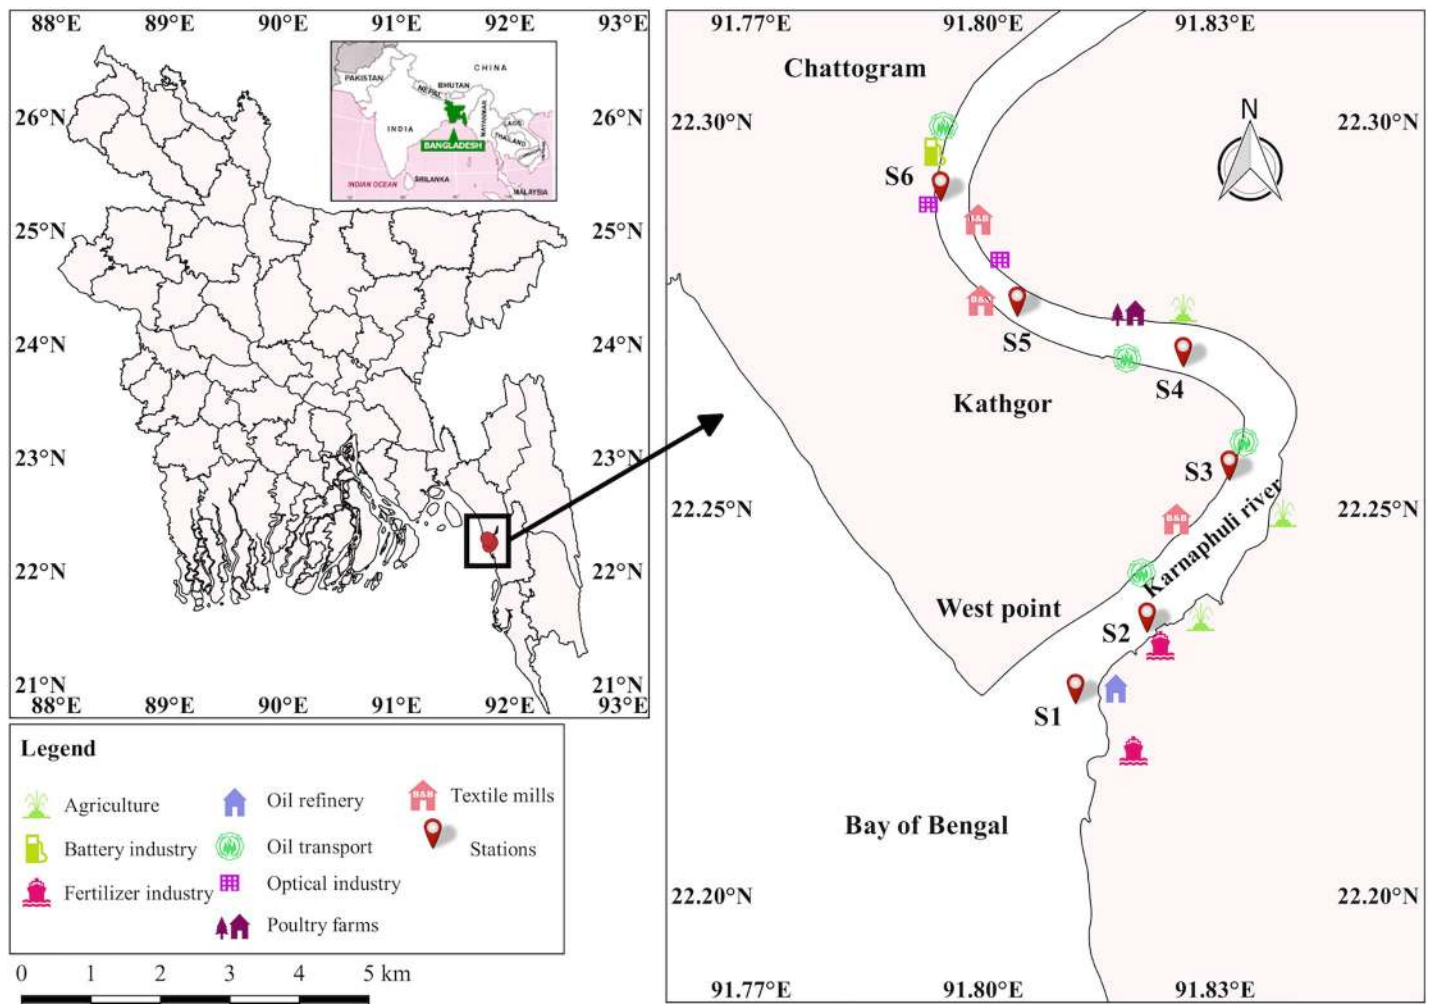 88°E 89°E 90°E 91°E 92°E 93°E
26°N 26°N
25°N 25°N
24°N 24°N
23°N 23°N
22°N 22°N
21°N 21°N
88°E 89°E 90°E 91°E 92°E 93°E
CHINA
PAKISTAN
NEPAL
BHUTAN
INDIA
MAYANMAR
LAOS
THAILAND
BANGLADESH
INDIAN OCEAN
SRILANKA
MALAYSIA
91.77°E 91.80°E 91.83°E
Chattogram
N
22.30°N 22.30°N
S6
B&B
B&B
S5
S4
Kathgor
S3
22.25°N 22.25°N
B&B
Karnaphuli river
West point
S2
S1
Bay of Bengal
22.20°N 22.20°N
91.77°E 91.80°E 91.83°E
Legend
Agriculture
Battery industry
Fertilizer industry
Oil refinery
Oil transport
Optical industry
Poultry farms
B&B
Textile mills
Stations
0 1 2 3 4 5 km